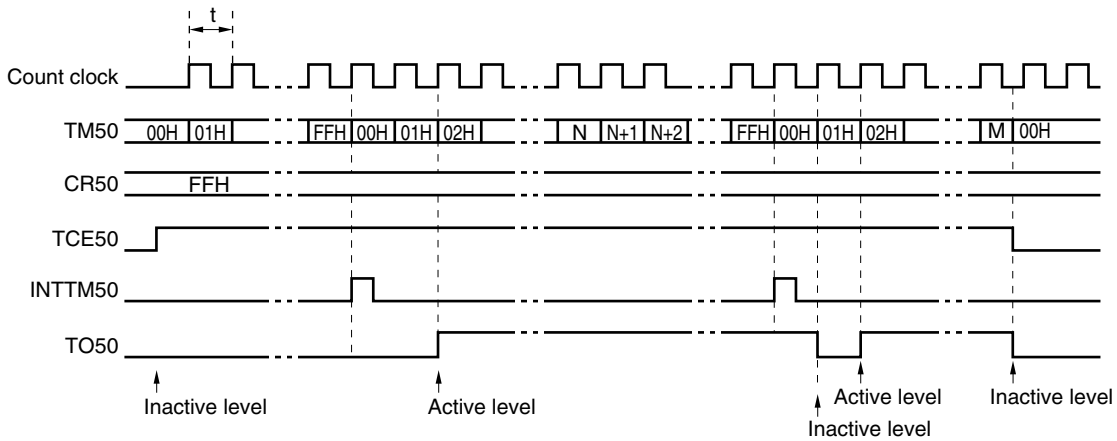 t
Count clock
TM50 00H 01H FFH 00H 01H 02H N N+1 N+2 FFH 00H 01H 02H M 00H
CR50 FFH
TCE50
INTTM50
TO50
Inactive level Active level Active level Inactive level
Inactive level